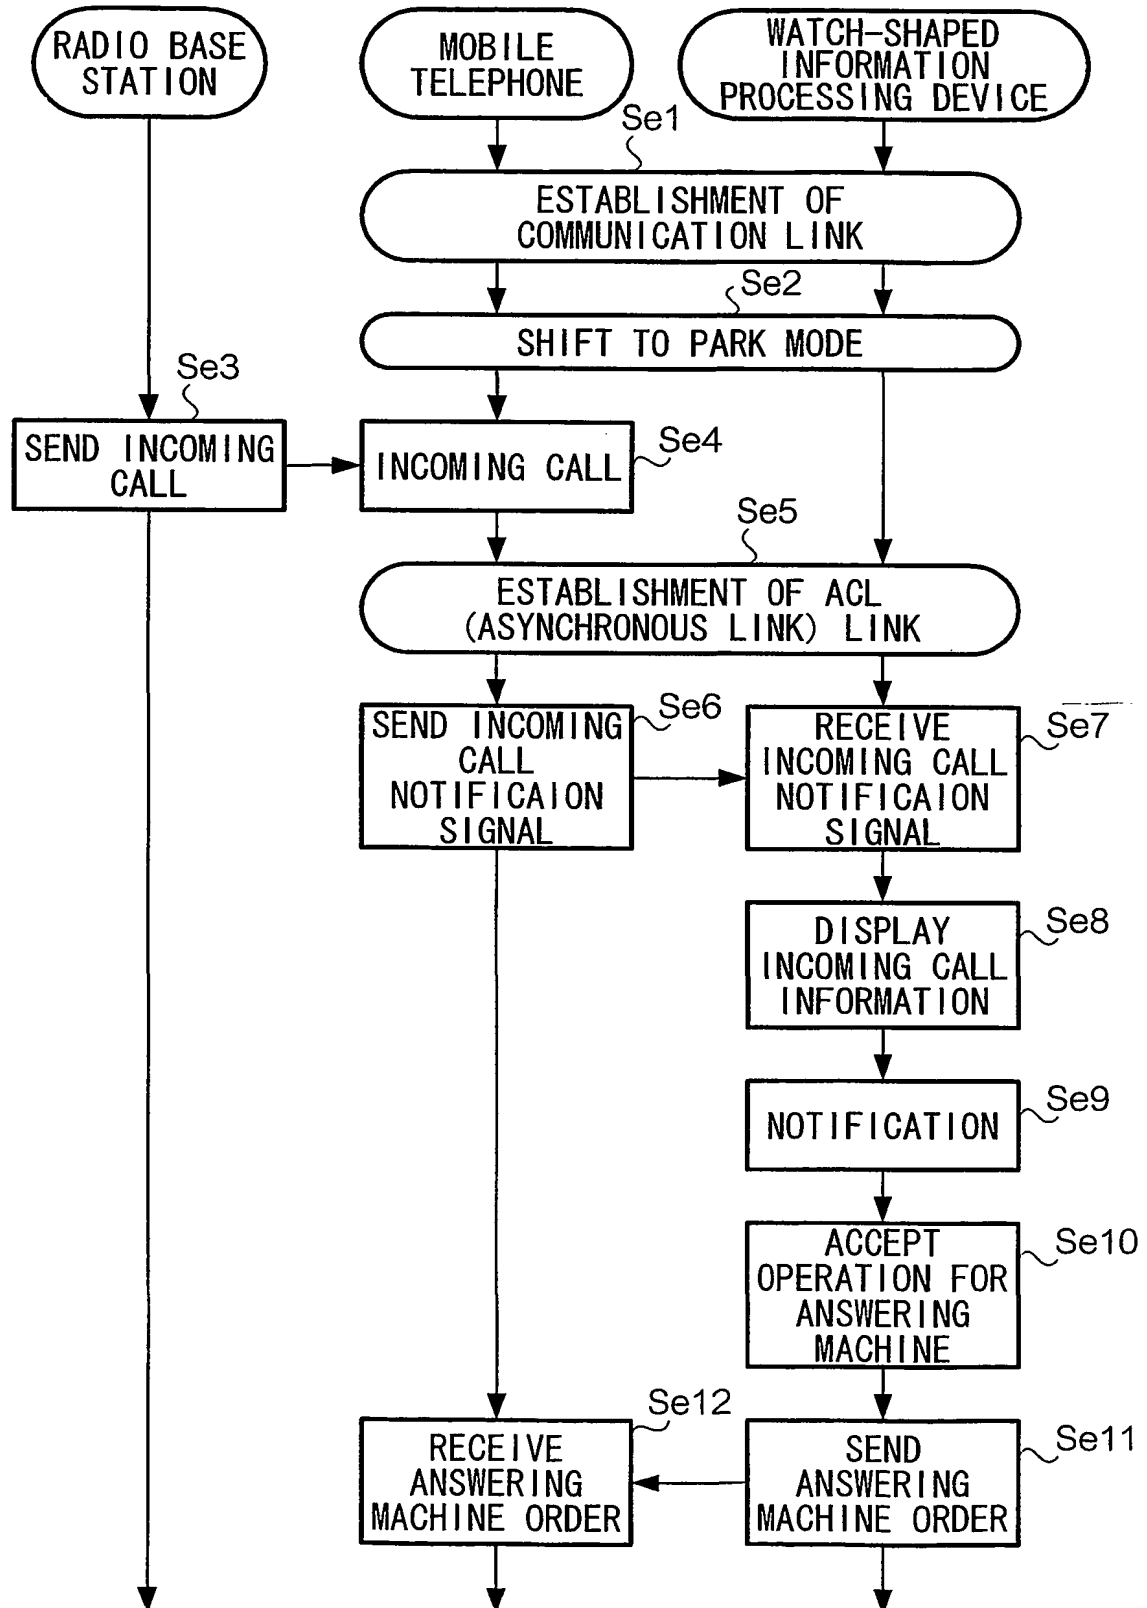 RADIO BASE
STATION
MOBILE
TELEPHONE
WATCH-SHAPED
INFORMATION
PROCESSING DEVICE
Se1
ESTABLISHMENT OF
COMMUNICATION LINK
Se2
SHIFT TO PARK MODE
Se3
SEND INCOMING
CALL
Se4
INCOMING CALL
Se5
ESTABLISHMENT OF ACL
(ASYNCHRONOUS LINK) LINK
Se6
SEND INCOMING
CALL
NOTIFICAION
SIGNAL
Se7
RECEIVE
INCOMING CALL
NOTIFICAION
SIGNAL
Se8
DISPLAY
INCOMING CALL
INFORMATION
Se9
NOTIFICATION
Se10
ACCEPT
OPERATION FOR
ANSWERING
MACHINE
Se12
RECEIVE
ANSWERING
MACHINE ORDER
Se11
SEND
ANSWERING
MACHINE ORDER